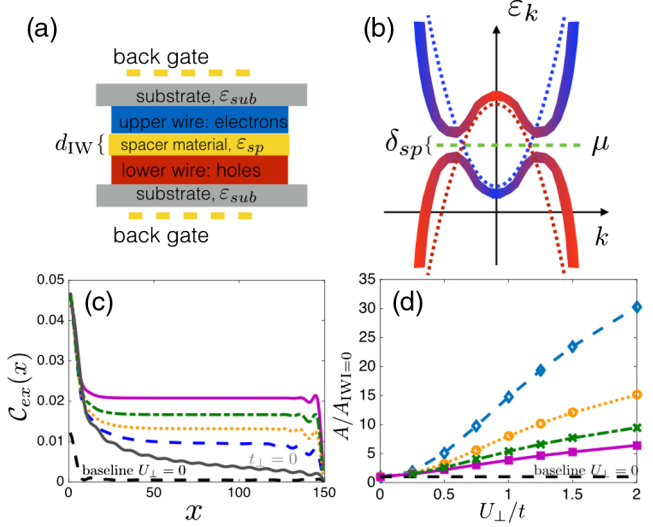 (a)
back gate
substrate, ε_sub
upper wire: electrons
d_IW { spacer material, ε_sp
lower wire: holes
substrate, ε_sub
back gate
(b)
ε_k
δ_sp {
μ
k
(c)
0.05
0.04
0.03
0.02
0.01
0
C_ex(x)
t_⊥ = 0
baseline U_⊥ = 0
0 50 100 150
x
(d)
35
30
25
20
15
10
5
0
A/A_IWI=0
baseline U_⊥ = 0
0 0.5 1 1.5 2
U_⊥/t